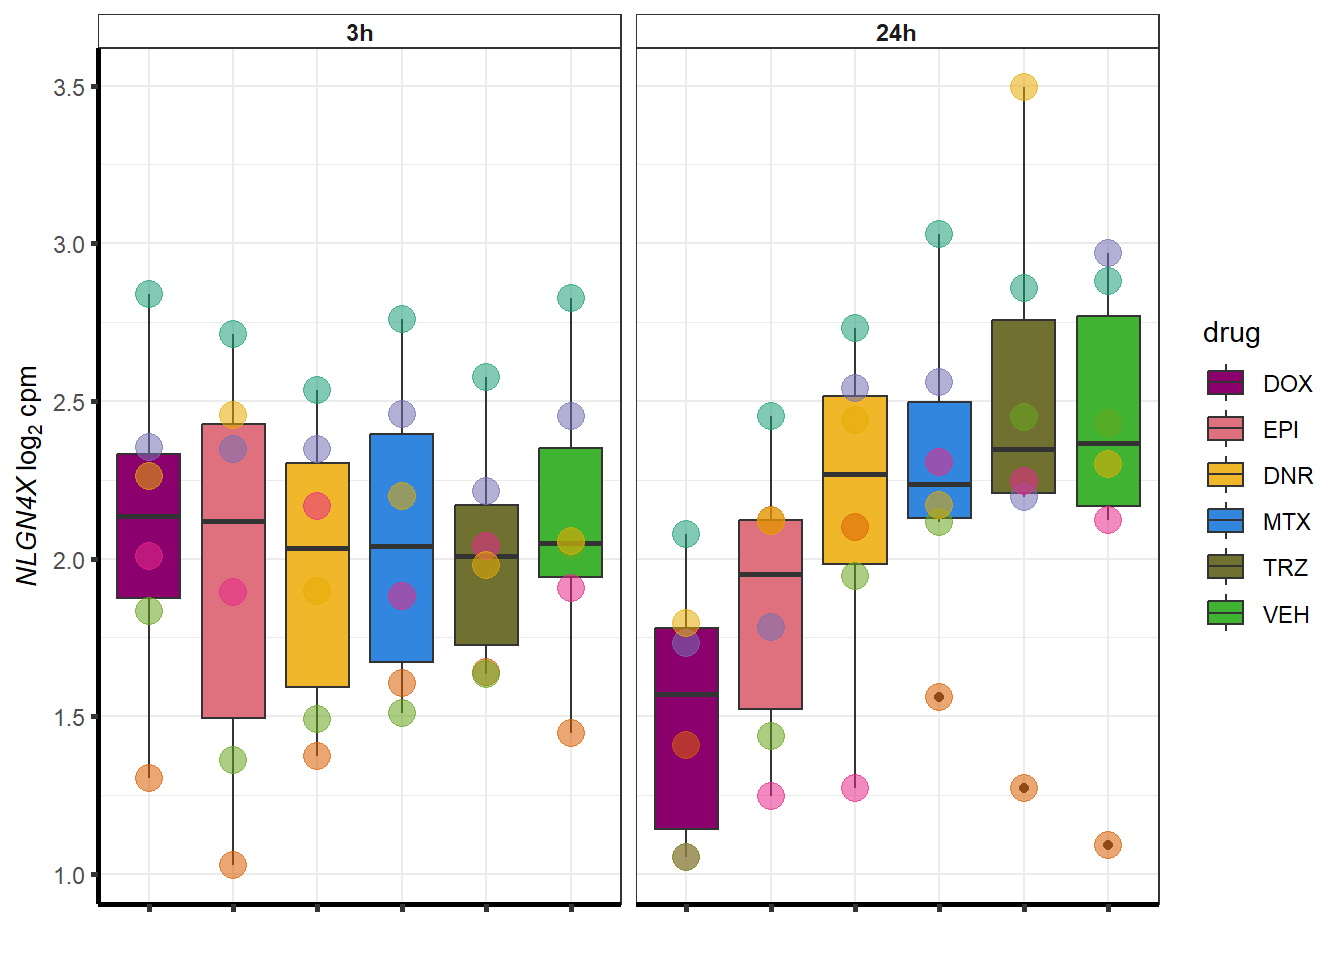 3h
24h
3.5
3.0
2.5
2.0
1.5
1.0
NLGN4X log₂ cpm
drug
DOX
EPI
DNR
MTX
TRZ
VEH